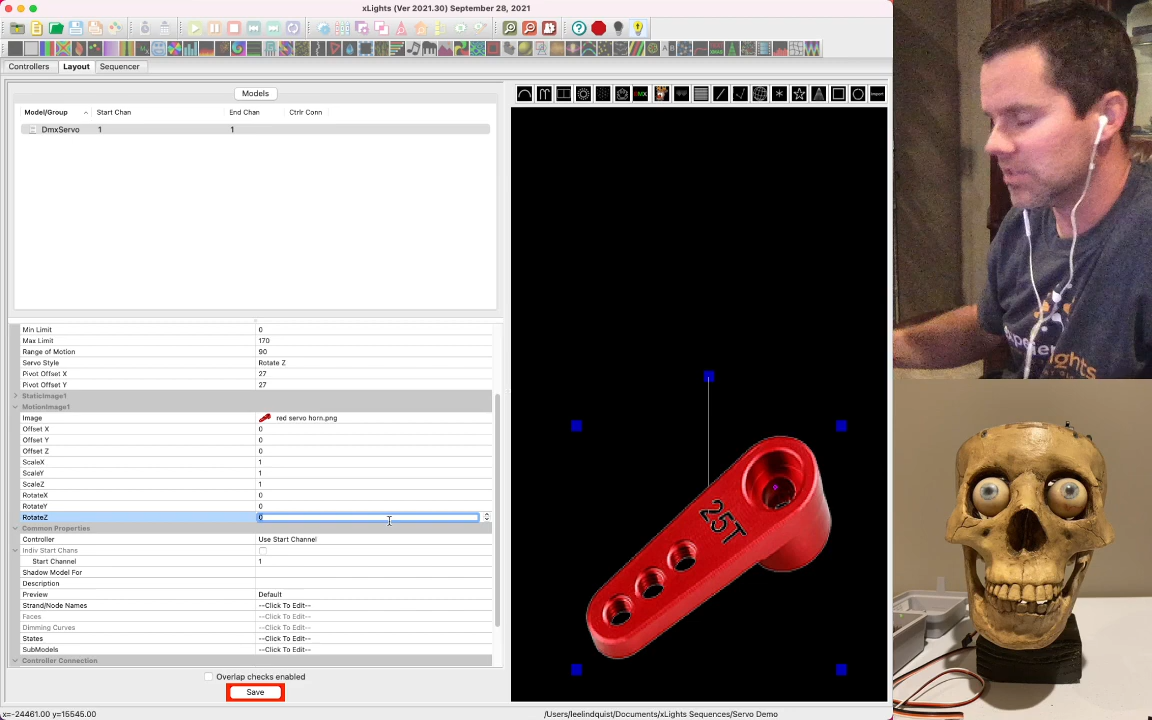 xLights (Ver 2021.30) September 28, 2021
Controllers Layout Sequencer
Models
Model/Group Start Chan End Chan Ctrlr Conn
DmxServo 1 1
Min Limit 0
Max Limit 170
Range of Motion 90
Servo Style Rotate Z
Pivot Offset X 27
Pivot Offset Y 27
StaticImage1
MotionImage1
Image red servo horn.png
Offset X 0
Offset Y 0
Offset Z 0
ScaleX 1
ScaleY 1
ScaleZ 1
RotateX 0
RotateY 0
RotateZ 0
Common Properties
Controller Use Start Channel
Indiv Start Chans
Start Channel 1
Shadow Model For
Description
Preview Default
Strand/Node Names --Click To Edit--
Faces --Click To Edit--
Dimming Curves --Click To Edit--
States --Click To Edit--
SubModels --Click To Edit--
Controller Connection
Overlap checks enabled
Save
x=-24461.00 y=15545.00 /Users/leelindquist/Documents/xLights Sequences/Servo Demo
25T